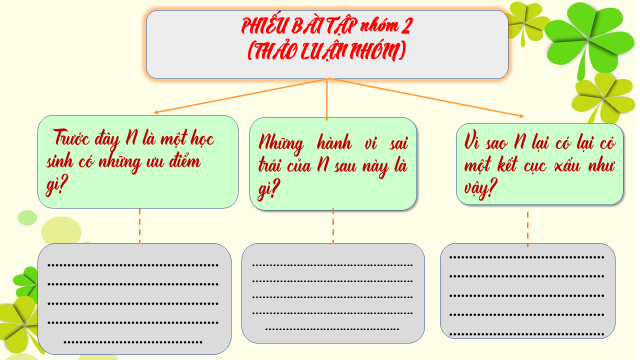 PHIẾU BÀI TẬP nhóm 2
(THẢO LUẬN NHÓM)
Trước đây N là một học
sinh có những ưu điểm
gì?
Những hành vi sai
trái của N sau này là
gì?
Vì sao N lại có lại có
một kết cục xấu như
vậy?